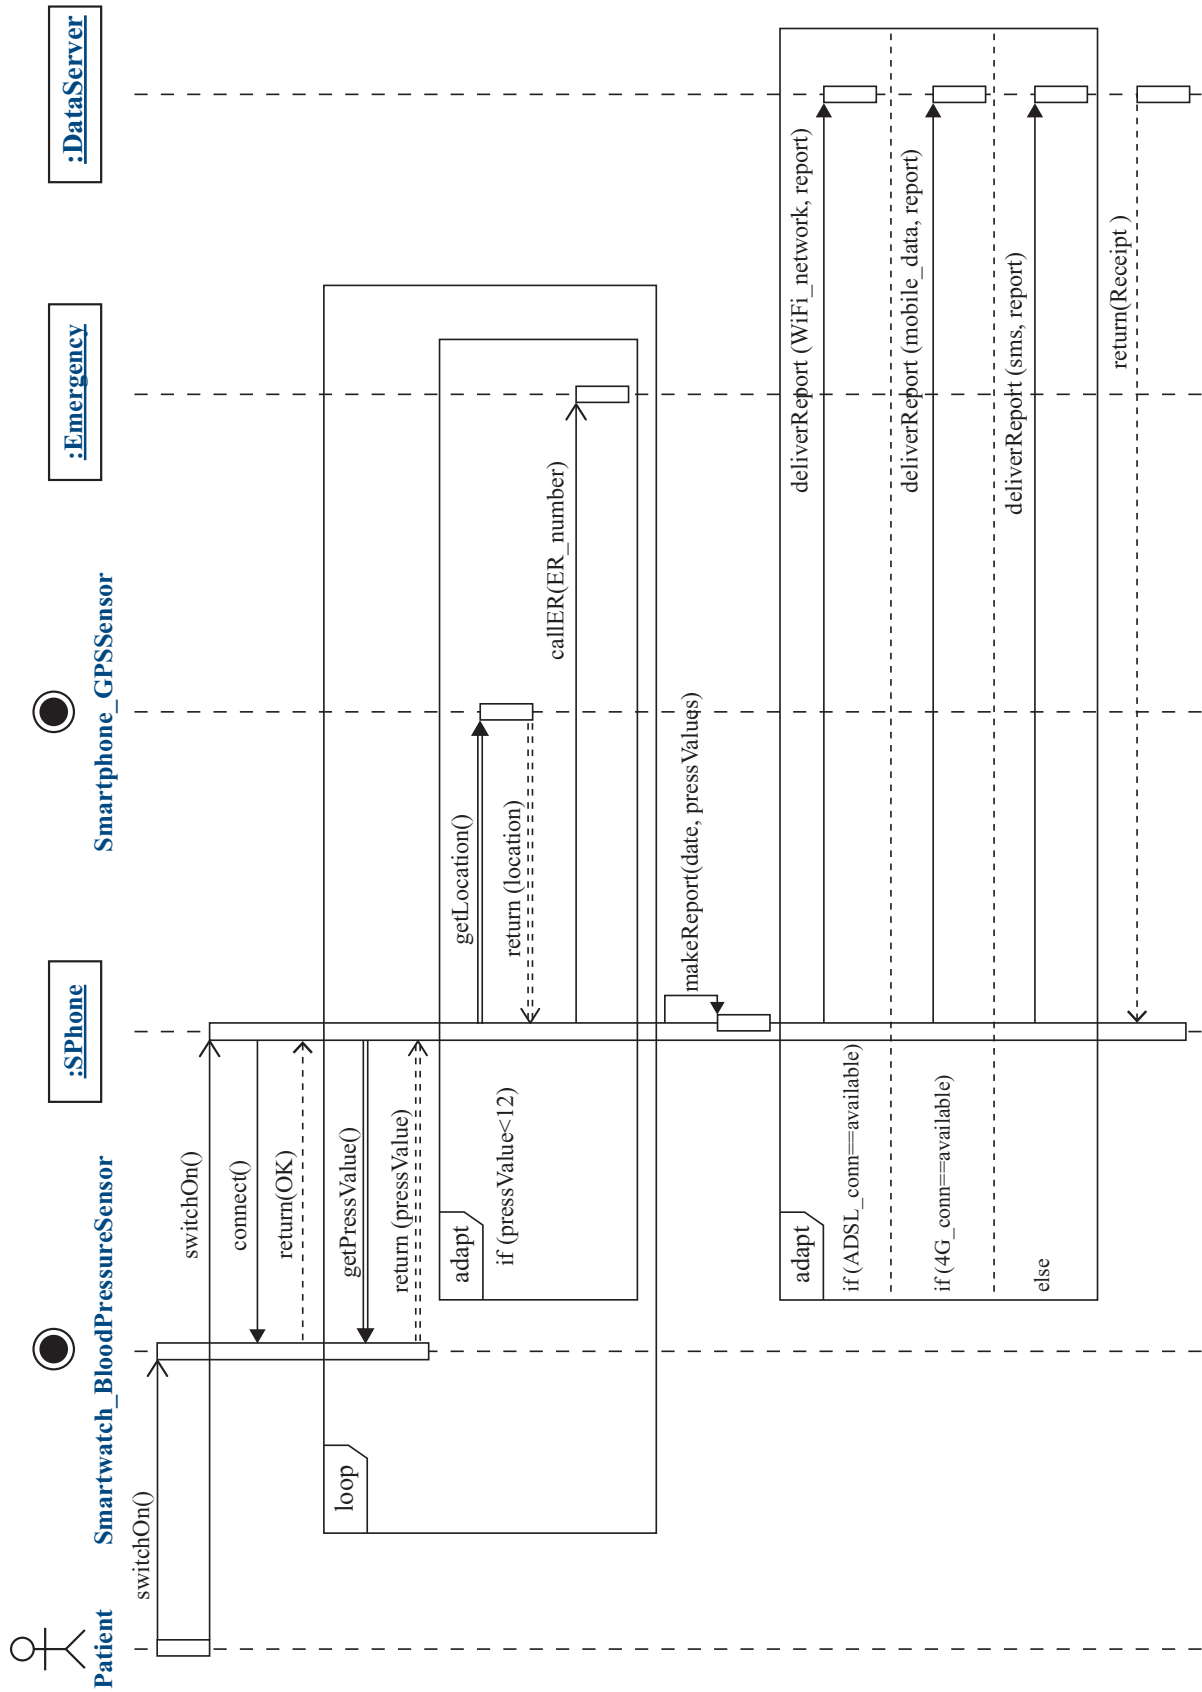 Patient
Smartwatch_BloodPressureSensor
:SPhone
Smartphone_GPSSensor
:Emergency
:DataServer
switchOn()
switchOn()
connect()
return(OK)
loop
getPressValue()
return (pressValue)
adapt
if (pressValue<12)
getLocation()
return (location)
callER(ER_number)
makeReport(date, pressValues)
adapt
if (ADSL_conn==available)
deliverReport (WiFi_network, report)
if (4G_conn==available)
deliverReport (mobile_data, report)
else
deliverReport (sms, report)
return(Receipt )